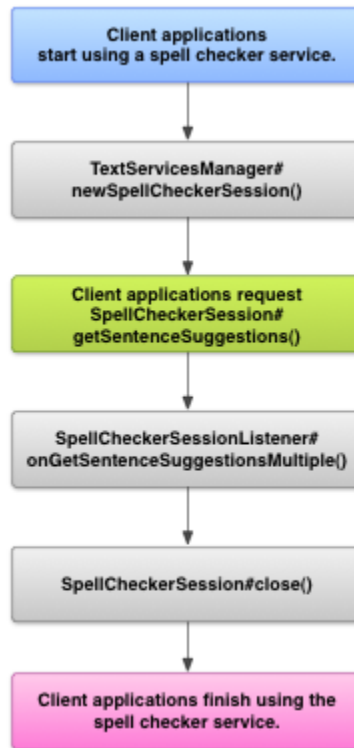 Client applications
start using a spell checker service.
TextServicesManager#
newSpellCheckerSession()
Client applications request
SpellCheckerSession#
getSentenceSuggestions()
SpellCheckerSessionListener#
onGetSentenceSuggestionsMultiple()
SpellCheckerSession#close()
Client applications finish using the
spell checker service.